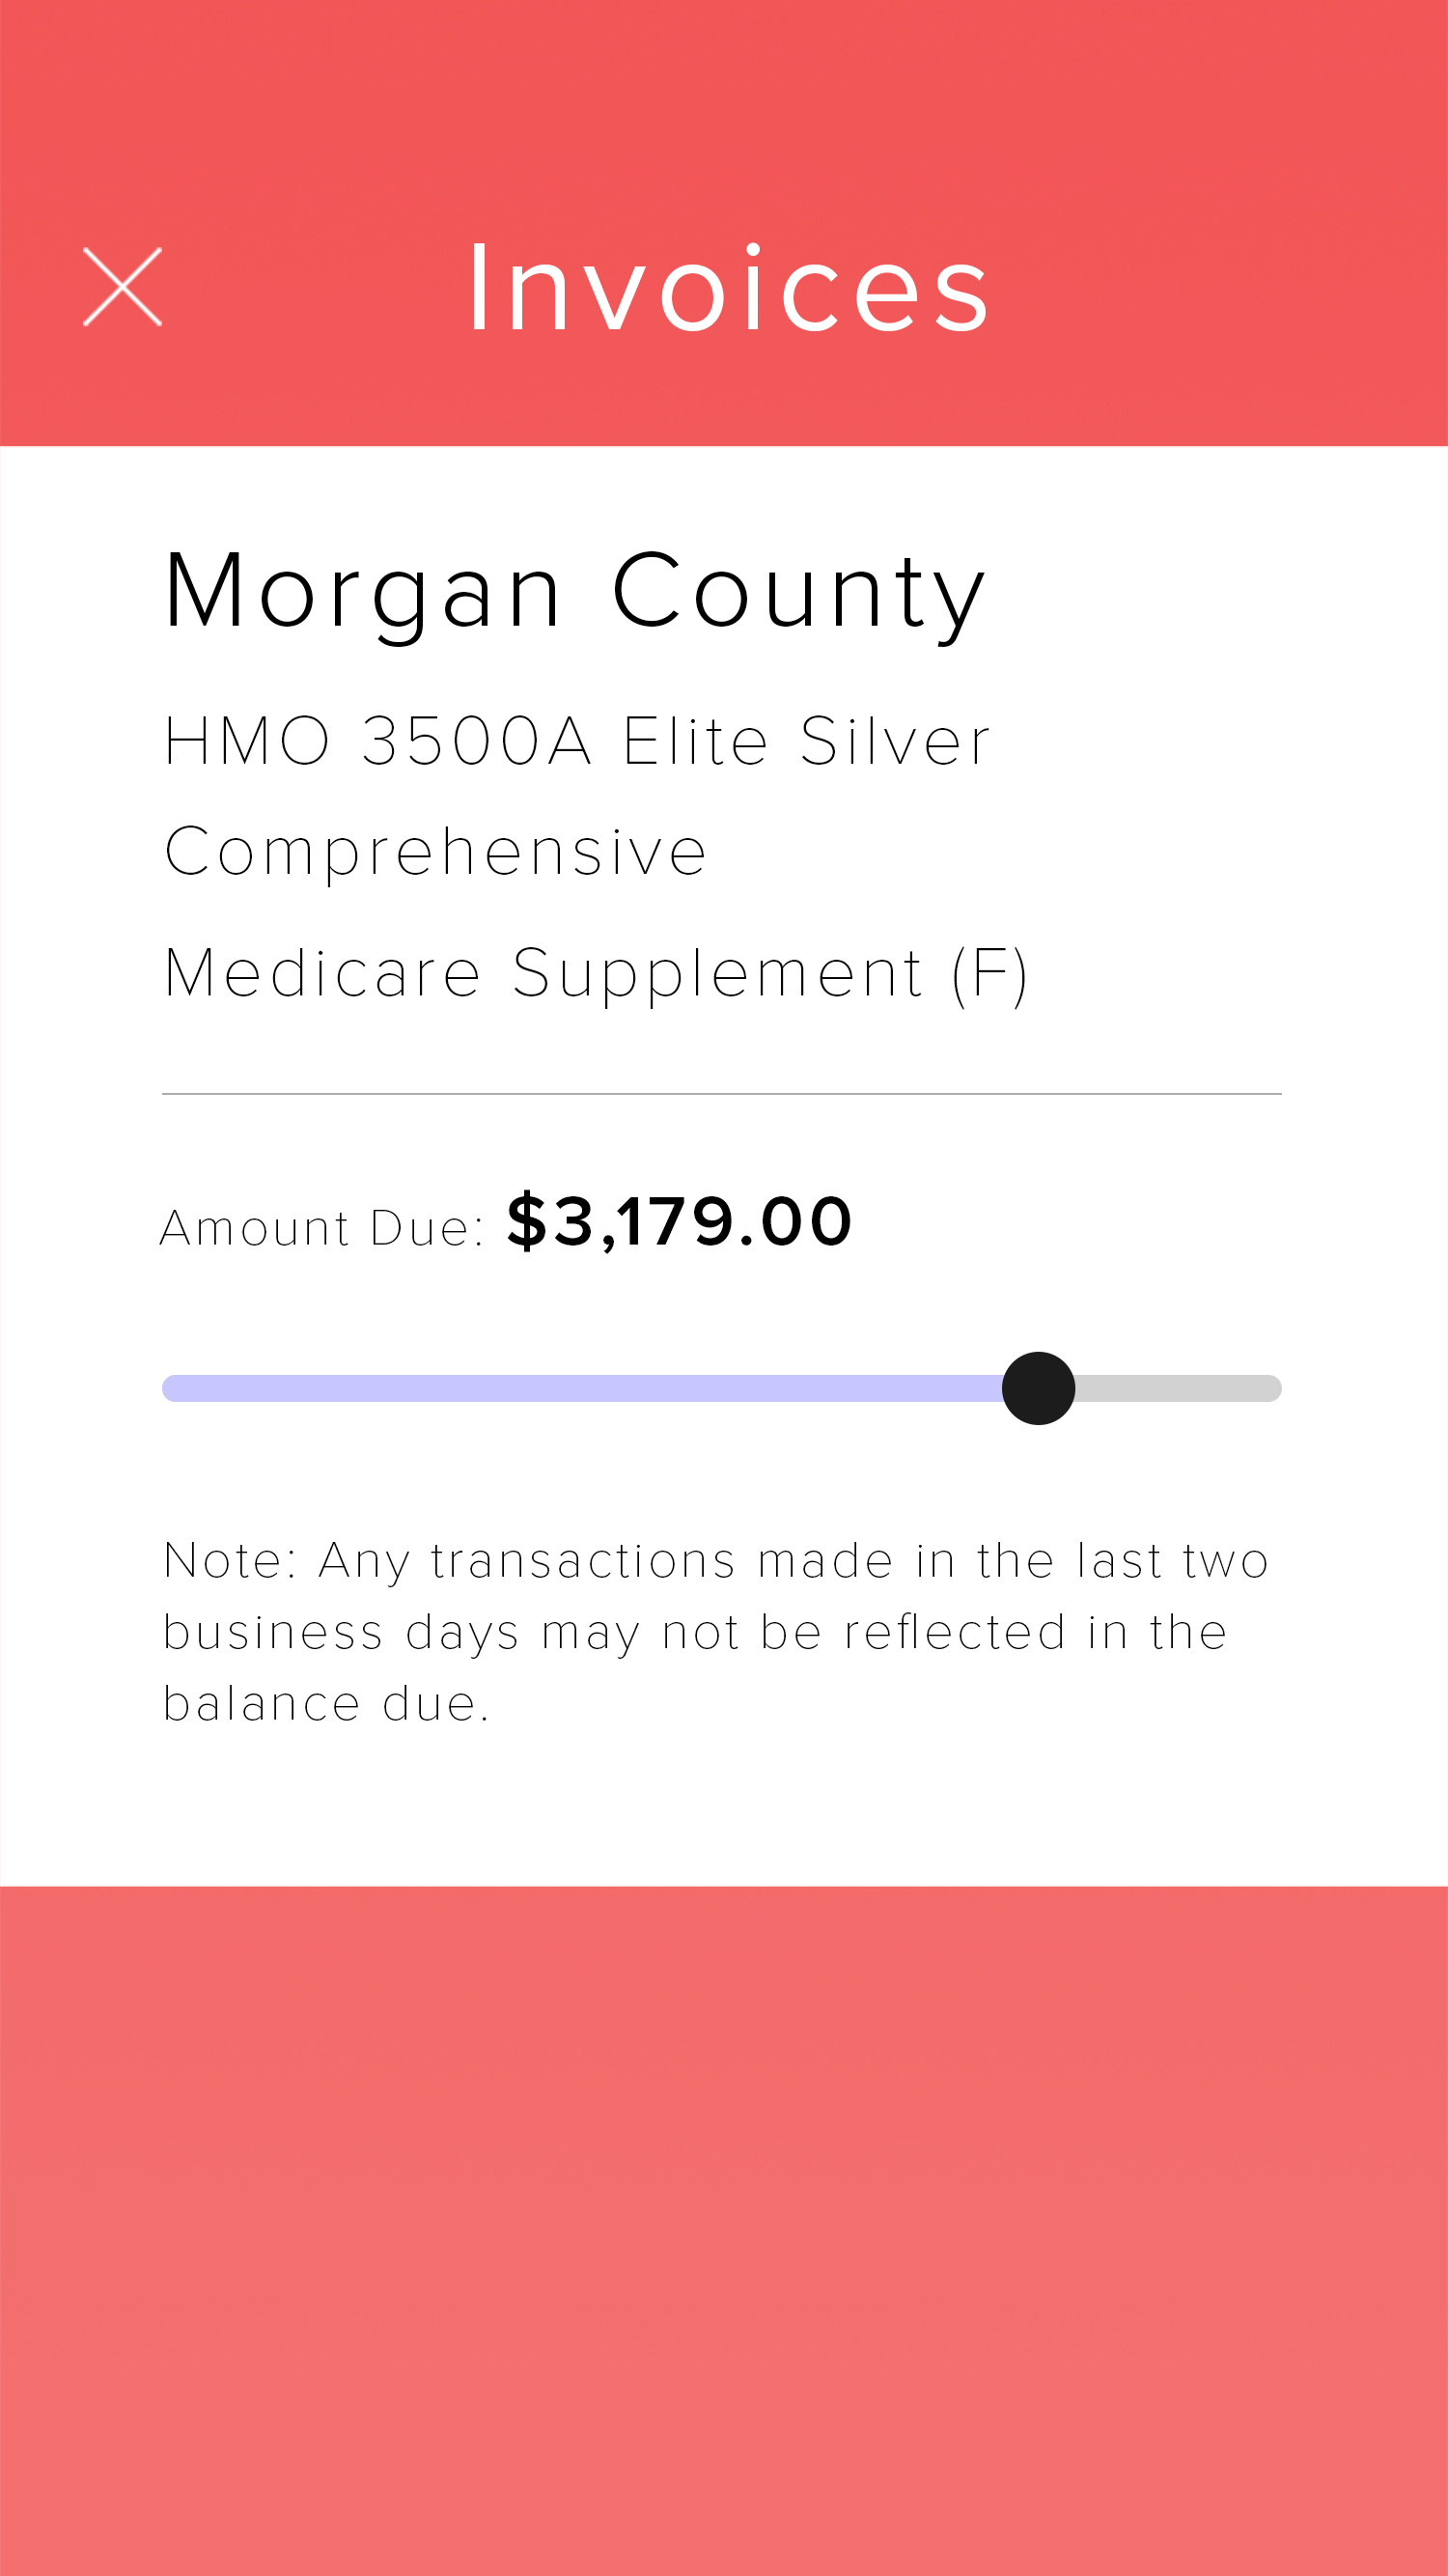 Invoices
Morgan County
HMO 3500A Elite Silver
Comprehensive
Medicare Supplement (F)
Amount Due: $3,179.00
Note: Any transactions made in the last two
business days may not be reflected in the
balance due.